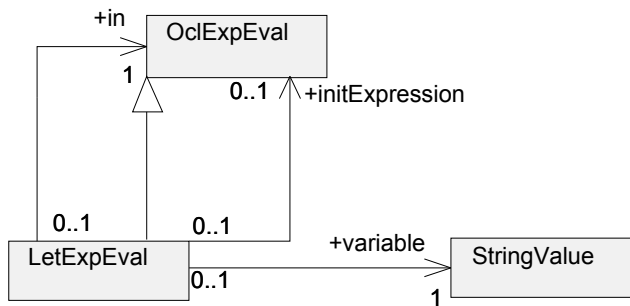 +in
OclExpEval
1
0..1
+initExpression
0..1
0..1
LetExpEval
0..1
+variable
1
StringValue